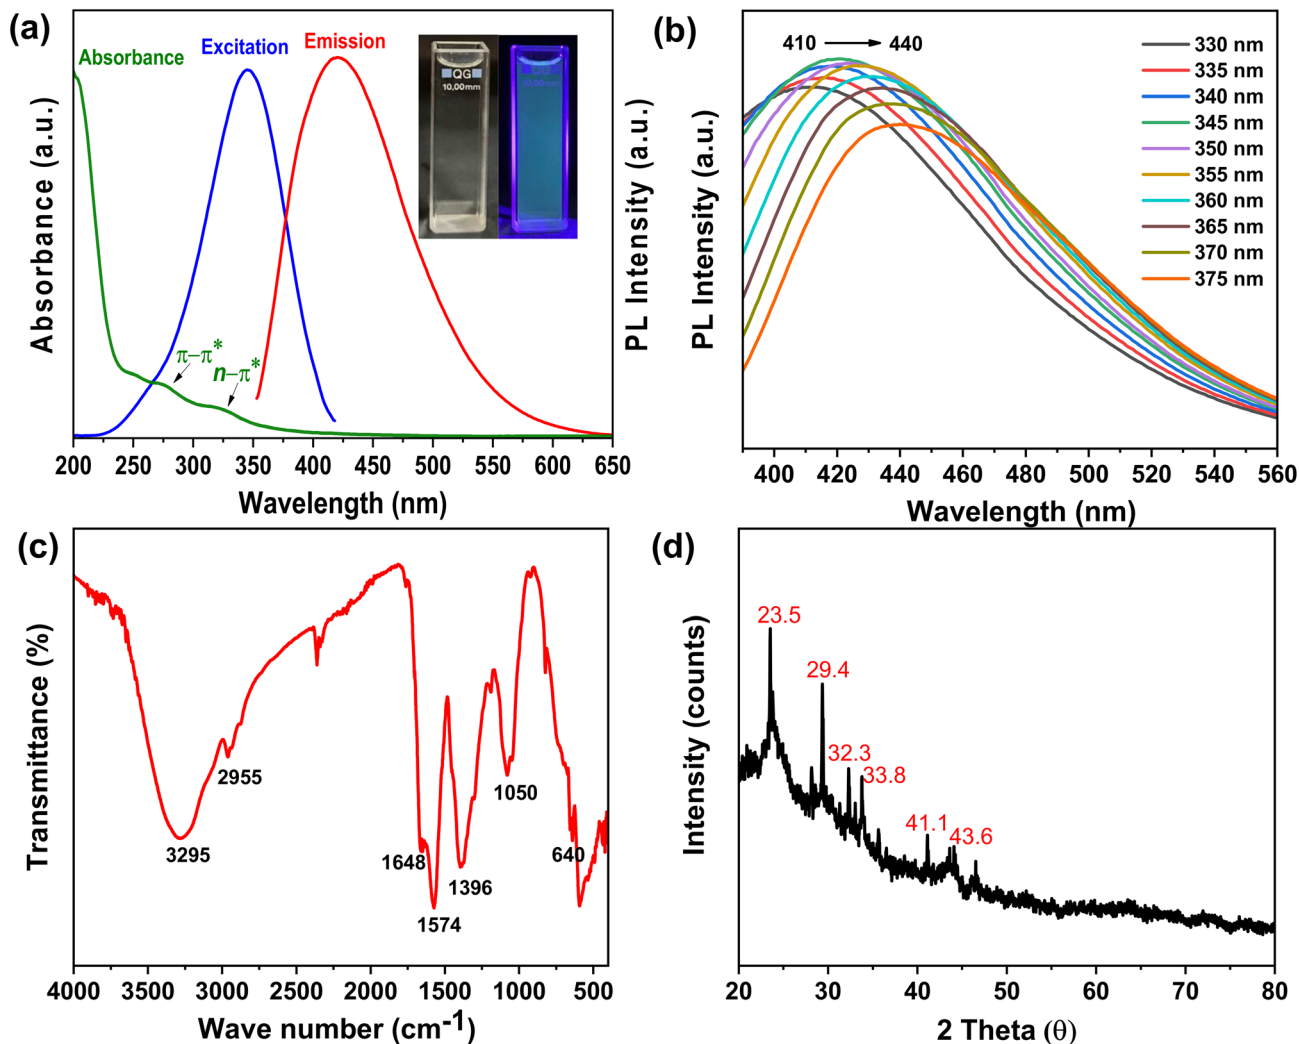 (a)
Absorbance
Excitation
Emission
QG
10,00mm
QG
10,00mm
π–π*
n–π*
Absorbance (a.u.)
PL Intensity (a.u.)
200 250 300 350 400 450 500 550 600 650
Wavelength (nm)
(b)
410 → 440
330 nm
335 nm
340 nm
345 nm
350 nm
355 nm
360 nm
365 nm
370 nm
375 nm
PL Intensity (a.u.)
400 420 440 460 480 500 520 540 560
Wavelength (nm)
(c)
Transmittance (%)
3295
2955
1648
1574
1396
1050
640
4000 3500 3000 2500 2000 1500 1000 500
Wave number (cm-1)
(d)
Intensity (counts)
23.5
29.4
32.3
33.8
41.1
43.6
20 30 40 50 60 70 80
2 Theta (θ)